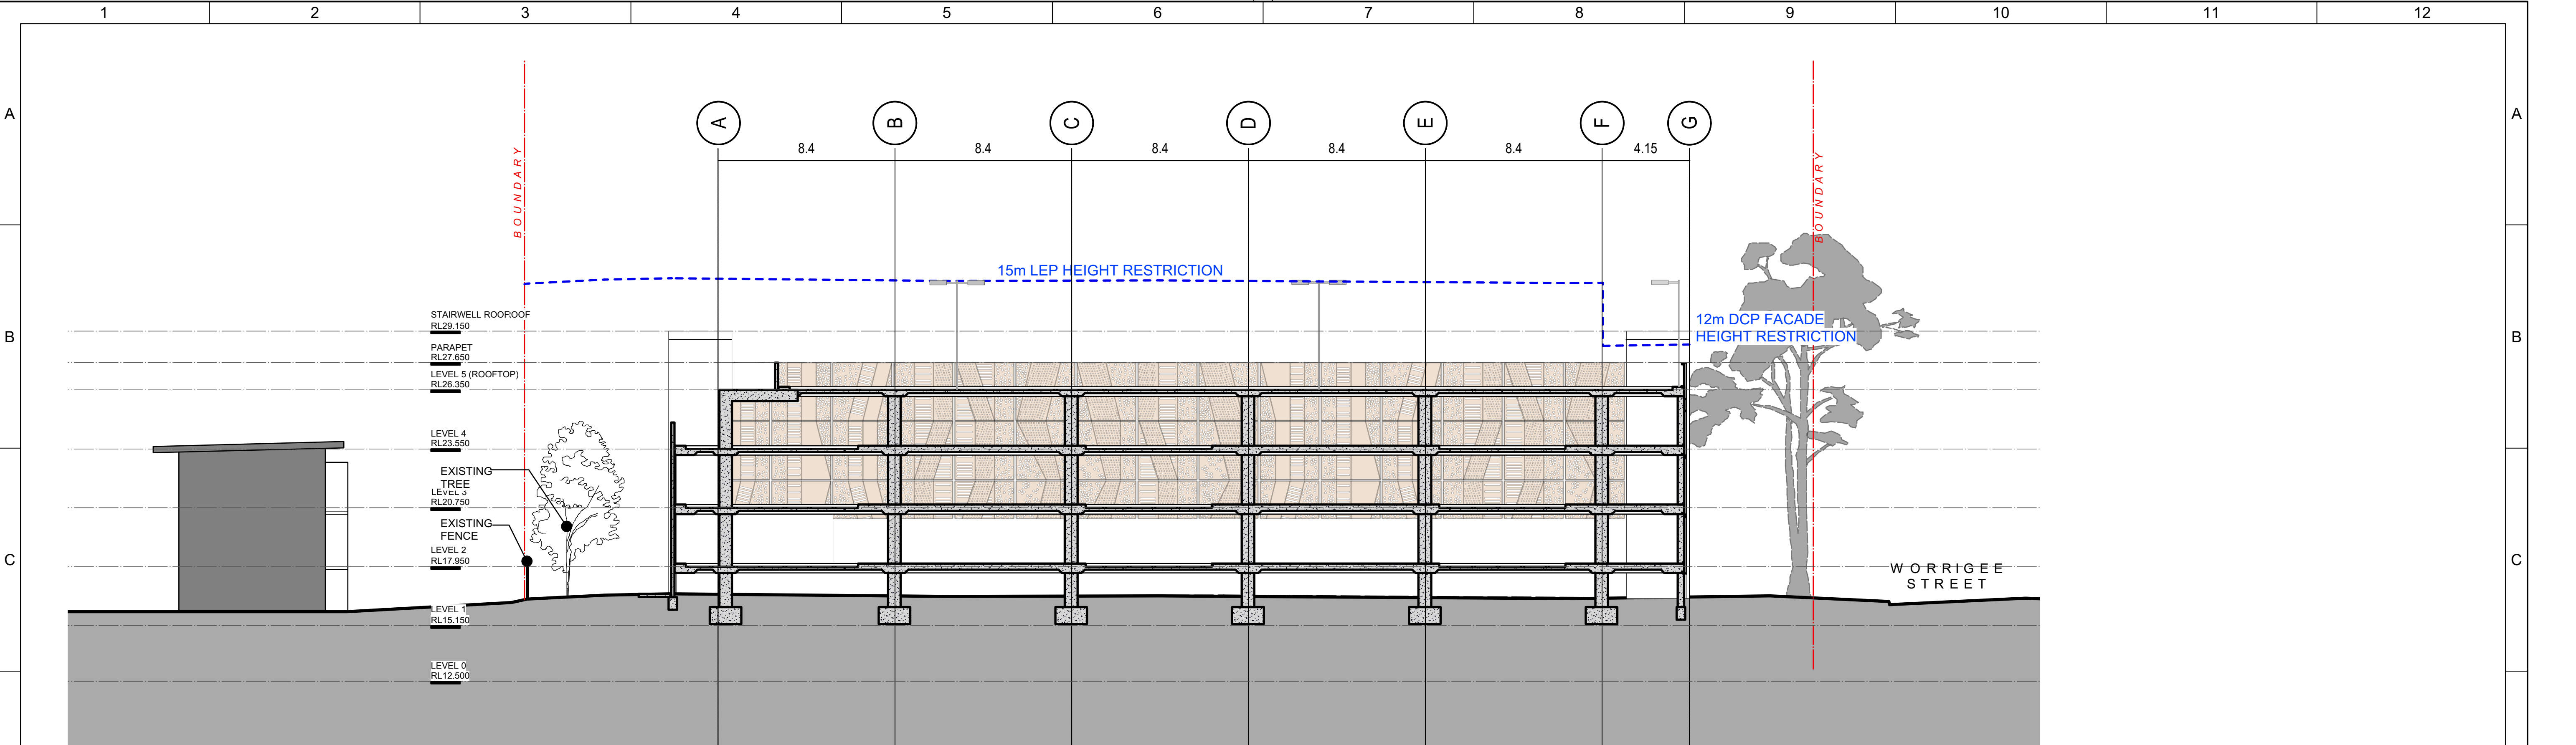 1 2 3 4 5 6 7 8 9 10 11 12
A A
A B C D E F G
8.4 8.4 8.4 8.4 8.4 4.15
BOUNDARY
BOUNDARY
15m LEP HEIGHT RESTRICTION
STAIRWELL ROOF
RL29.150
12m DCP FACADE
HEIGHT RESTRICTION
B B
PARAPET
RL27.650
LEVEL 5 (ROOFTOP)
RL26.350
LEVEL 4
RL23.550
EXISTING
TREE
LEVEL 3
RL20.750
EXISTING
FENCE
LEVEL 2
RL17.950
C C
WORRIGEE
STREET
LEVEL 1
RL15.150
LEVEL 0
RL12.500